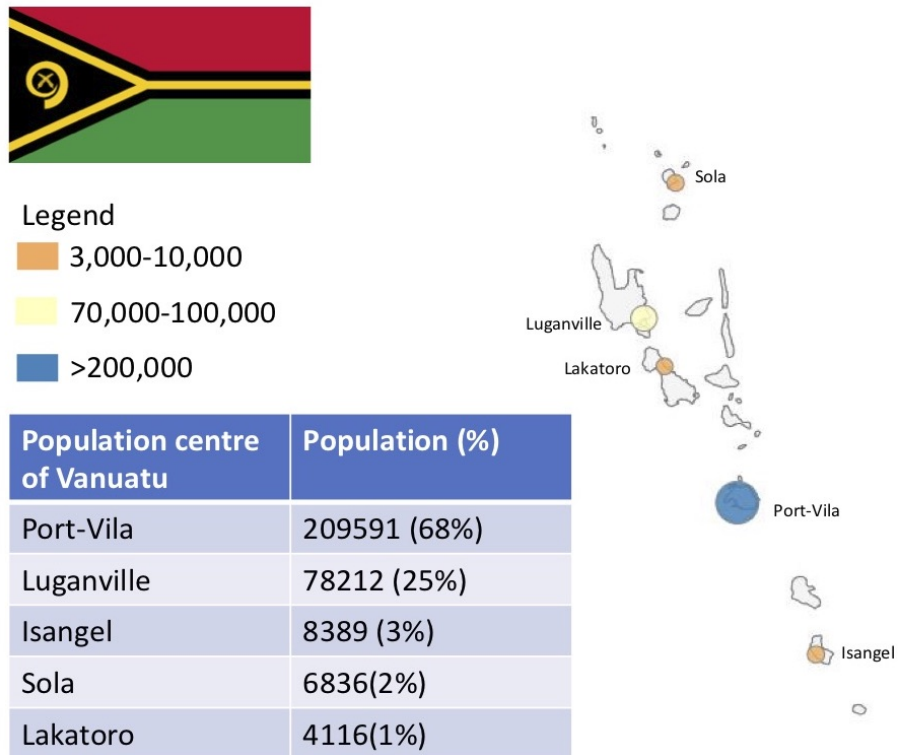 Legend
3,000-10,000
70,000-100,000
>200,000
Population centre
of Vanuatu
Population (%)
Port-Vila
209591 (68%)
Luganville
78212 (25%)
Isangel
8389 (3%)
Sola
6836(2%)
Lakatoro
4116(1%)
Sola
Luganville
Lakatoro
Port-Vila
Isangel